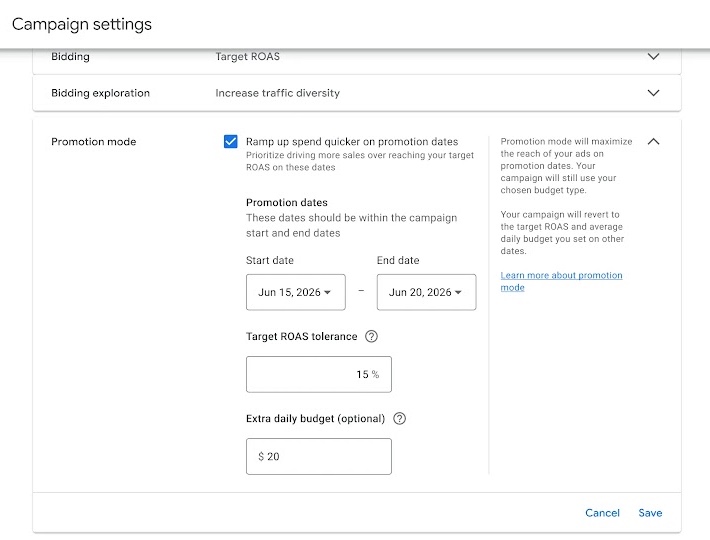 Campaign settings
Bidding
Target ROAS
Bidding exploration
Increase traffic diversity
Promotion mode
Ramp up spend quicker on promotion dates
Prioritize driving more sales over reaching your target
ROAS on these dates
Promotion dates
These dates should be within the campaign
start and end dates
Start date
End date
Jun 15, 2026
–
Jun 20, 2026
Target ROAS tolerance
15 %
Extra daily budget (optional)
$ 20
Promotion mode will maximize
the reach of your ads on
promotion dates. Your
campaign will still use your
chosen budget type.
Your campaign will revert to
the target ROAS and average
daily budget you set on other
dates.
Learn more about promotion
mode
Cancel
Save